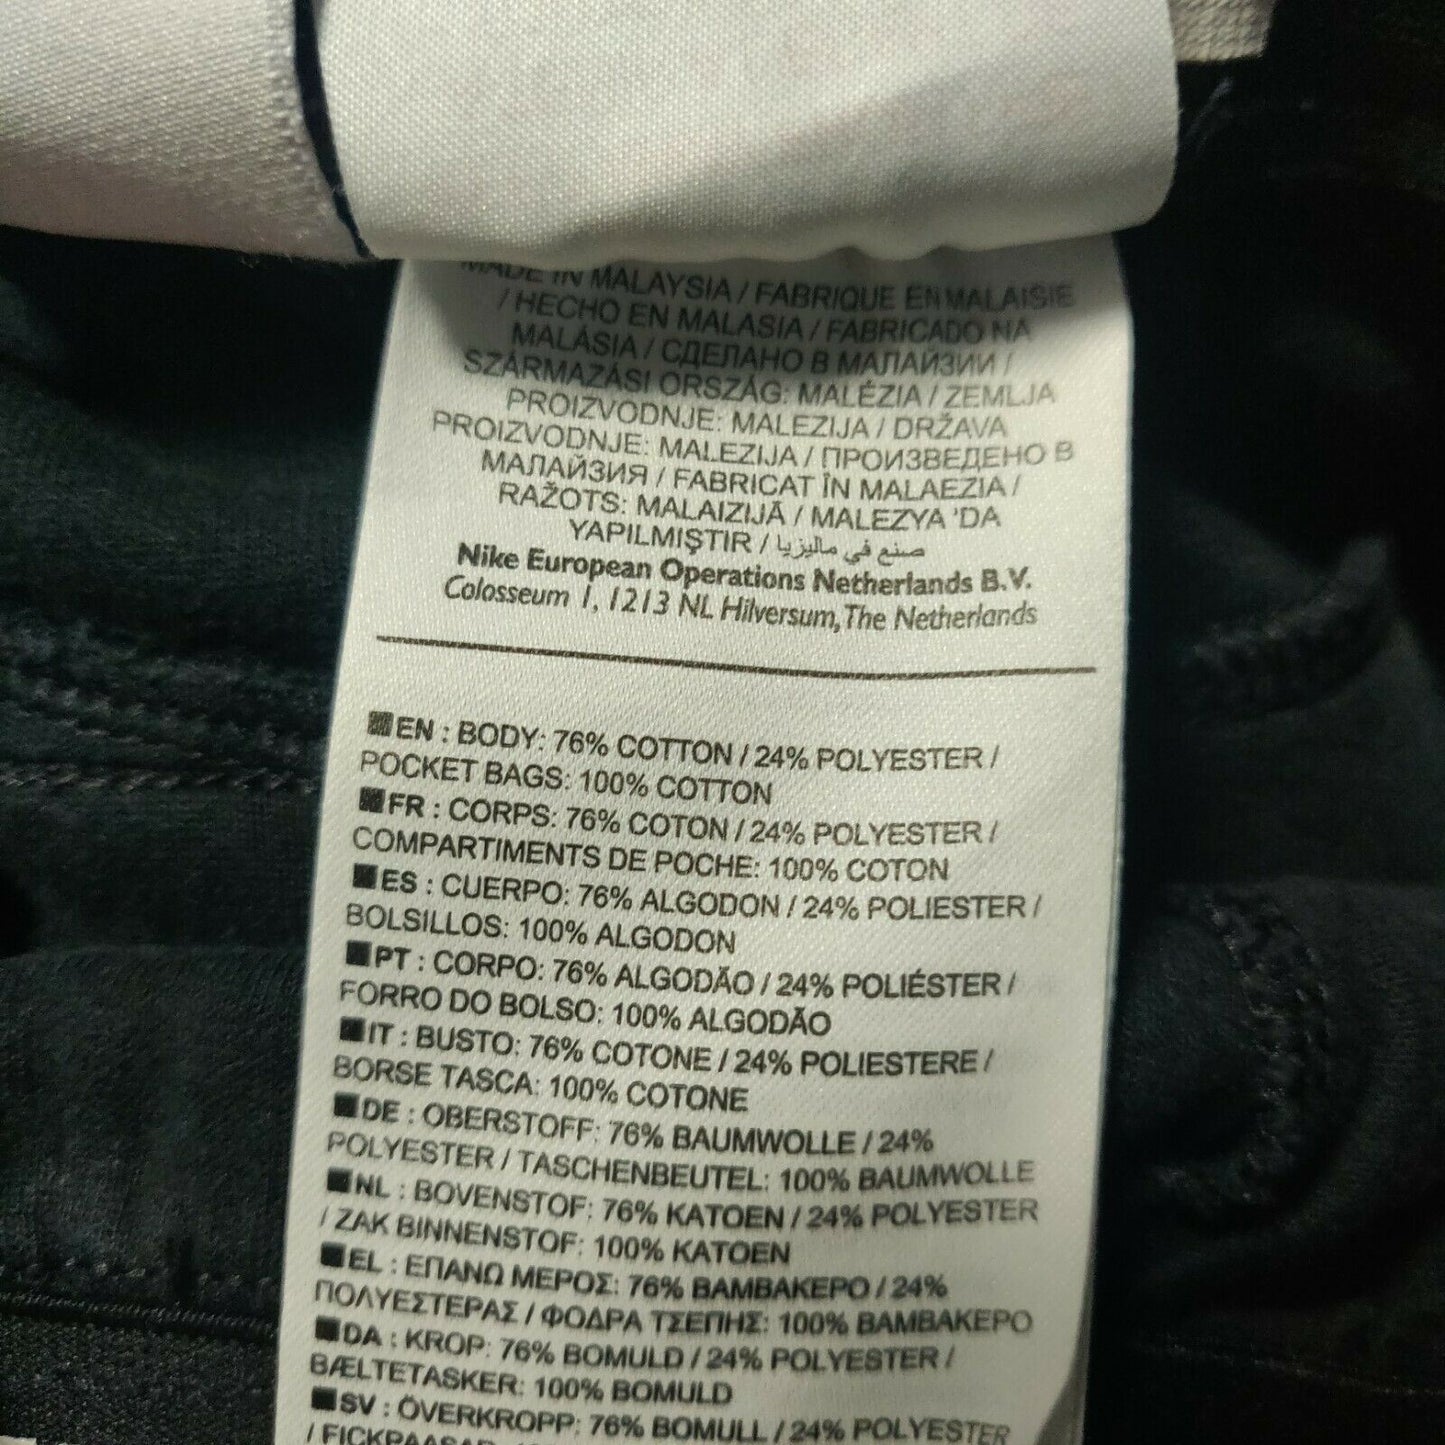 MADE IN MALAYSIA / FABRIQUE EN MALAISIE
/ HECHO EN MALASIA / FABRICADO NA
MALÁSIA / СДЕЛАНО В МАЛАЙЗИИ /
SZÁRMAZÁSI ORSZÁG: MALÉZIA / ZEMLJA
PROIZVODNJE: MALEZIJA / DRŽAVA
PROIZVODNJE: MALEZIJA / ПРОИЗВЕДЕНО В
МАЛАЙЗИЯ / FABRICAT ÎN MALAEZIA /
RAŽOTS: MALAIZIJĀ / MALEZYA 'DA
YAPILMIŞTIR / صنع في ماليزيا
Nike European Operations Netherlands B.V.
Colosseum 1, 1213 NL Hilversum, The Netherlands
EN : BODY: 76% COTTON / 24% POLYESTER /
POCKET BAGS: 100% COTTON
FR : CORPS: 76% COTON / 24% POLYESTER /
COMPARTIMENTS DE POCHE: 100% COTON
ES : CUERPO: 76% ALGODON / 24% POLIESTER /
BOLSILLOS: 100% ALGODON
PT : CORPO: 76% ALGODÃO / 24% POLIÉSTER /
FORRO DO BOLSO: 100% ALGODÃO
IT : BUSTO: 76% COTONE / 24% POLIESTERE /
BORSE TASCA: 100% COTONE
DE : OBERSTOFF: 76% BAUMWOLLE / 24%
POLYESTER / TASCHENBEUTEL: 100% BAUMWOLLE
NL : BOVENSTOF: 76% KATOEN / 24% POLYESTER
/ ZAK BINNENSTOF: 100% KATOEN
EL : ΕΠΑΝΩ ΜΕΡΟΣ: 76% ΒΑΜΒΑΚΕΡΟ / 24%
ΠΟΛΥΕΣΤΕΡΑΣ / ΦΟΔΡΑ ΤΣΕΠΗΣ: 100% ΒΑΜΒΑΚΕΡΟ
DA : KROP: 76% BOMULD / 24% POLYESTER /
BÆLTETASKER: 100% BOMULD
SV : ÖVERKROPP: 76% BOMULL / 24% POLYESTER
/ FICKPÅSAR: